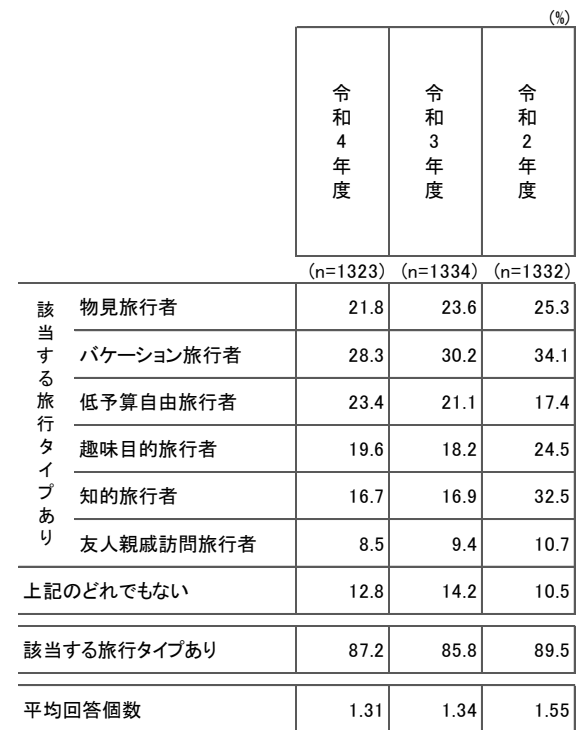 (%)
令和4年度 令和3年度 令和2年度
(n=1323) (n=1334) (n=1332)
該当する旅行タイプあり
物見旅行者 21.8 23.6 25.3
バケーション旅行者 28.3 30.2 34.1
低予算自由旅行者 23.4 21.1 17.4
趣味目的旅行者 19.6 18.2 24.5
知的旅行者 16.7 16.9 32.5
友人親戚訪問旅行者 8.5 9.4 10.7
上記のどれでもない 12.8 14.2 10.5
該当する旅行タイプあり 87.2 85.8 89.5
平均回答個数 1.31 1.34 1.55